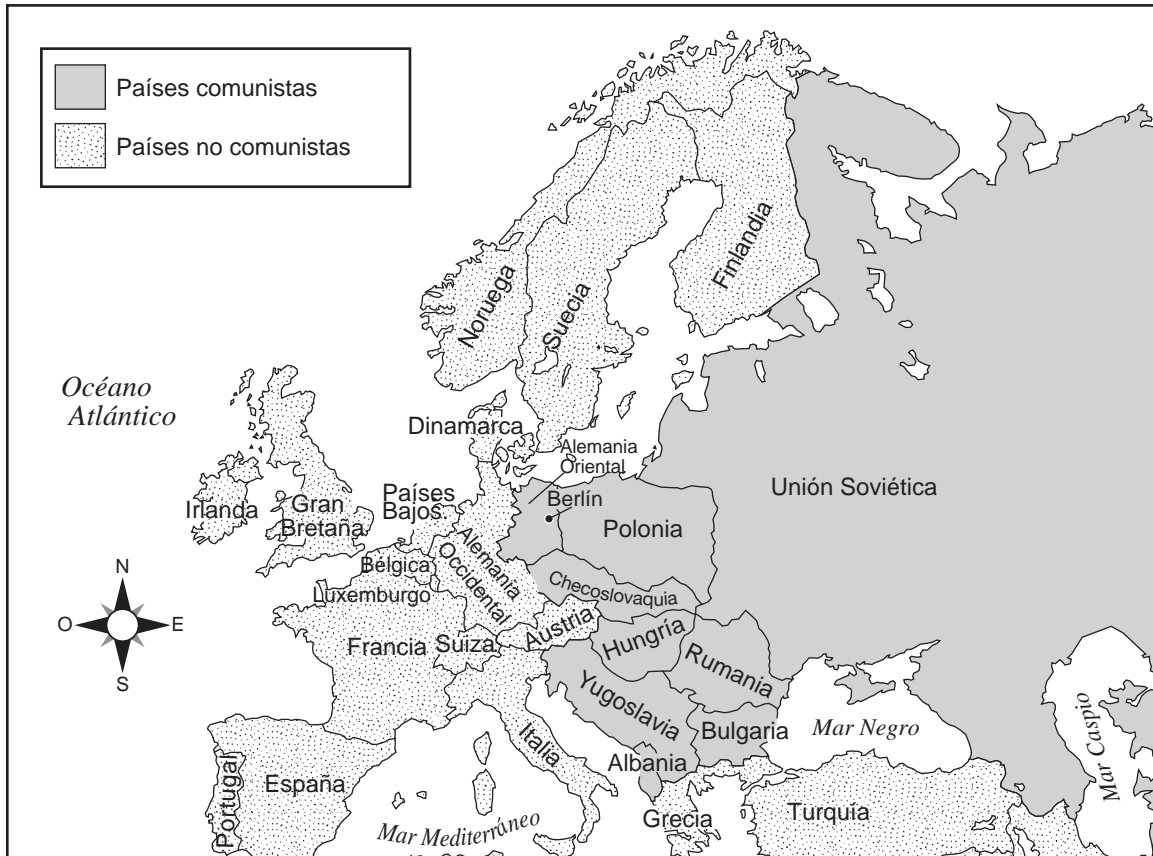 Países comunistas
Países no comunistas
Noruega
Suecia
Finlandia
Océano
Atlántico
Dinamarca
Alemania
Oriental
Unión Soviética
Irlanda
Gran
Bretaña
Países
Bajos
Berlín
Polonia
Alemania
Occidental
Bélgica
Luxemburgo
Checoslovaquia
N
O
E
S
Francia
Suiza
Austria
Hungría
Rumania
Yugoslavia
Bulgaria
Mar Negro
Mar Caspio
Italia
Albania
Portugal
España
Mar Mediterráneo
Grecia
Turquía